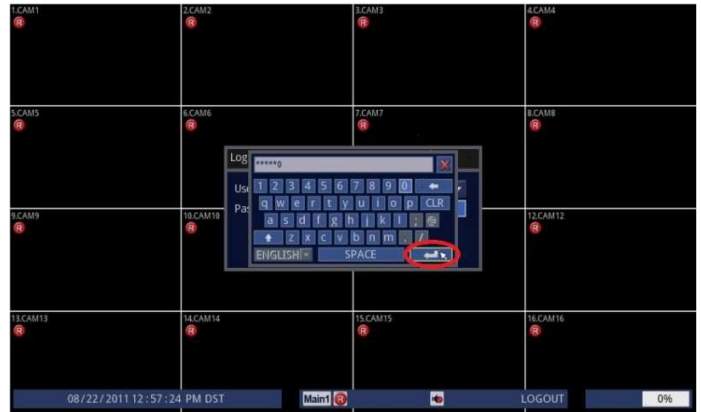 1.CAM1 2.CAM2 3.CAM3 4.CAM4
R R R R
5.CAM5 6.CAM6 7.CAM7 8.CAM8
R R R R
Log
*****0
Use
1 2 3 4 5 6 7 8 9 0
Pas
q w e r t y u i o p CLR
a s d f g h j k l ; @
z x c v b n m . /
ENGLISH SPACE
9.CAM9 10.CAM10 12.CAM12
R R R
13.CAM13 14.CAM14 15.CAM15 16.CAM16
R R R R
08/22/2011 12:57:24 PM DST Main1 R LOGOUT 0%